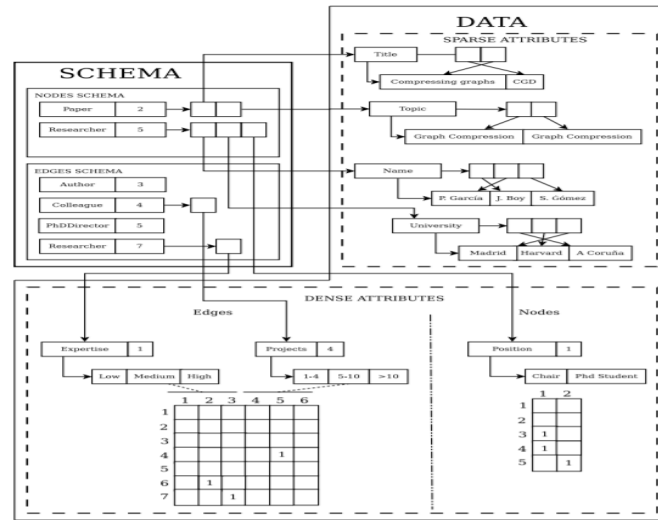 DATA
SPARSE ATTRIBUTES
Title
Compressing graphs CGD
Topic
Graph Compression Graph Compression
Name
P. García J. Boy S. Gómez
University
Madrid Harvard A Coruña
SCHEMA
NODES SCHEMA
Paper 2
Researcher 5
EDGES SCHEMA
Author 3
Colleague 4
PhDDirector 5
Researcher 7
DENSE ATTRIBUTES
Edges
Nodes
Expertise 1
Low Medium High
Projects 4
1-4 5-10 >10
1 2 3 4 5 6
1
2
3
4 1
5
6 1
7 1
Position 1
Chair Phd Student
1 2
1
2
3 1
4 1
5 1